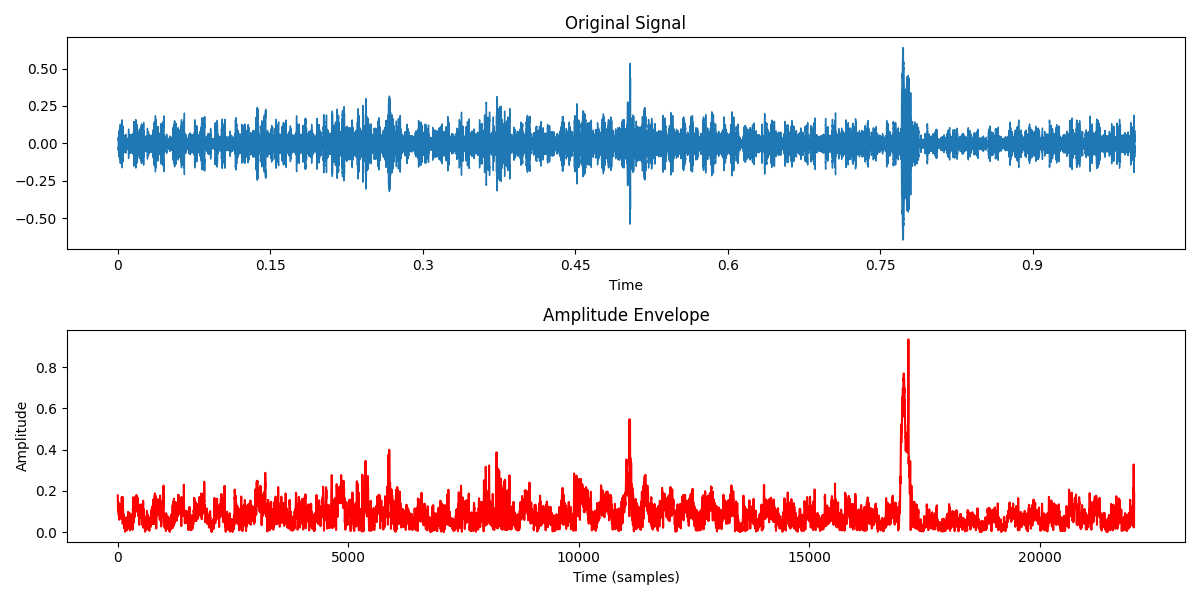 Original Signal
0.50
0.25
0.00
−0.25
−0.50
0 0.15 0.3 0.45 0.6 0.75 0.9
Time
Amplitude Envelope
Amplitude
0.8
0.6
0.4
0.2
0.0
0 5000 10000 15000 20000
Time (samples)